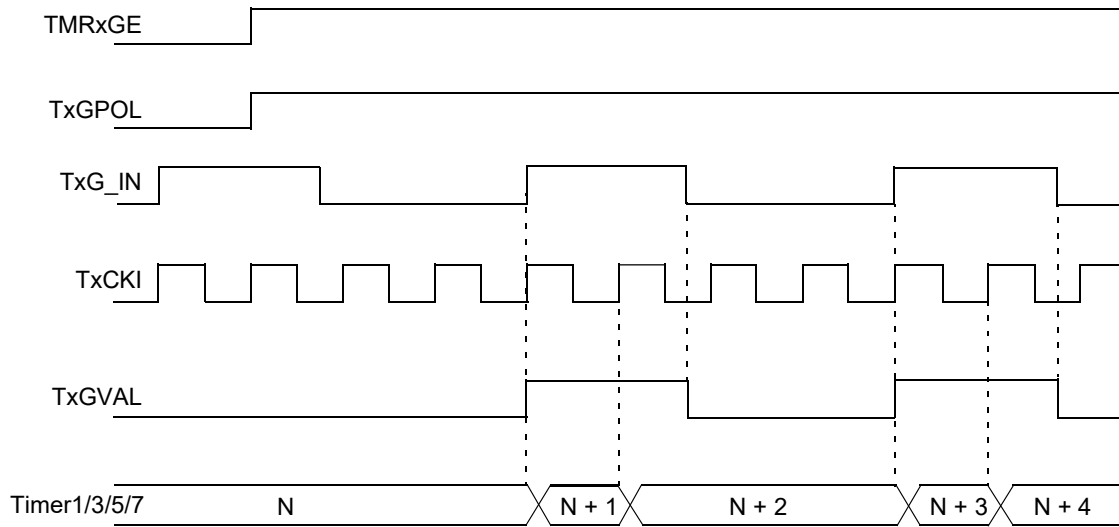 TMRxGE
TxGPOL
TxG_IN
TxCKI
TxGVAL
Timer1/3/5/7 N N + 1 N + 2 N + 3 N + 4